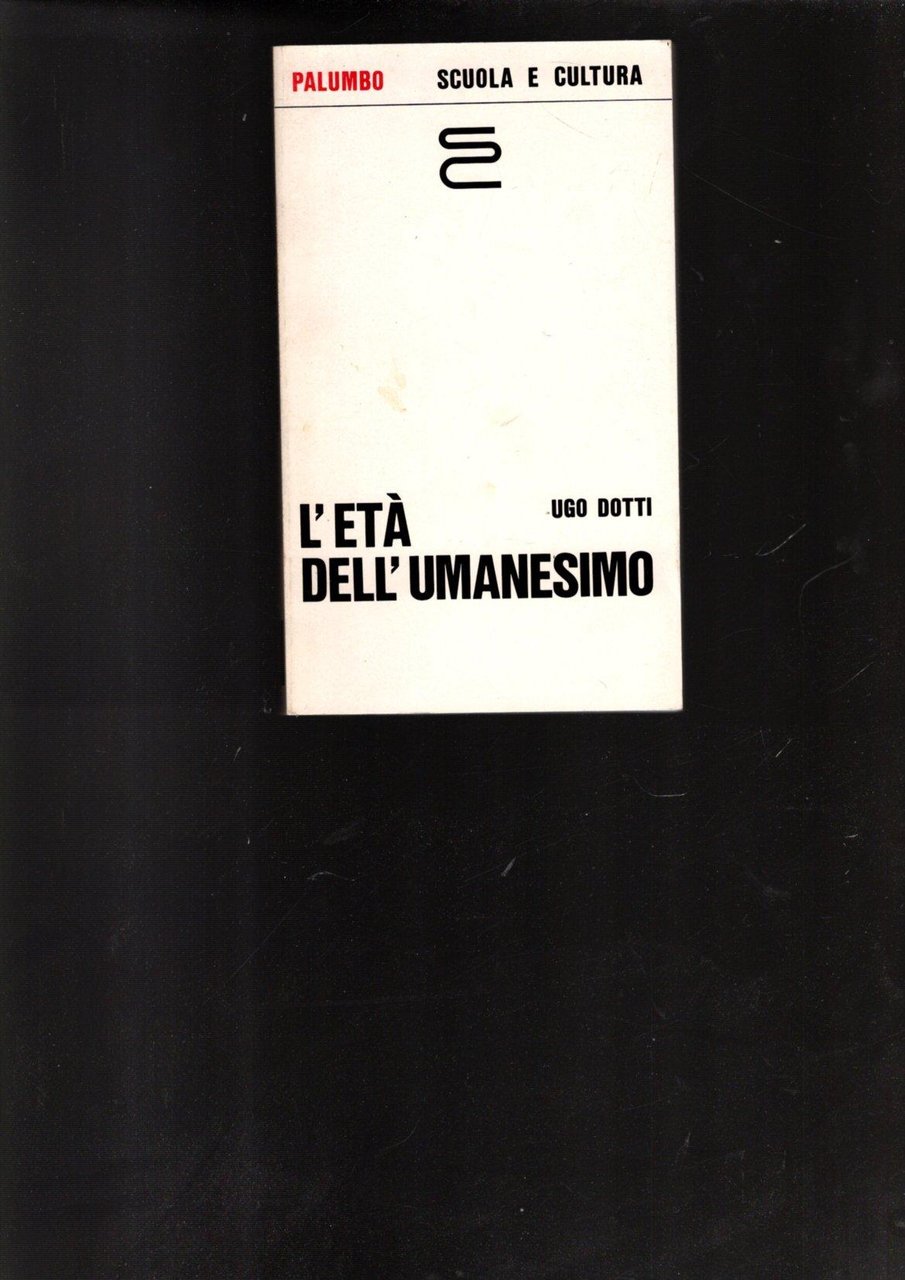 PALUMBO SCUOLA E CULTURA
UGO DOTTI
L'ETÀ
DELL'UMANESIMO